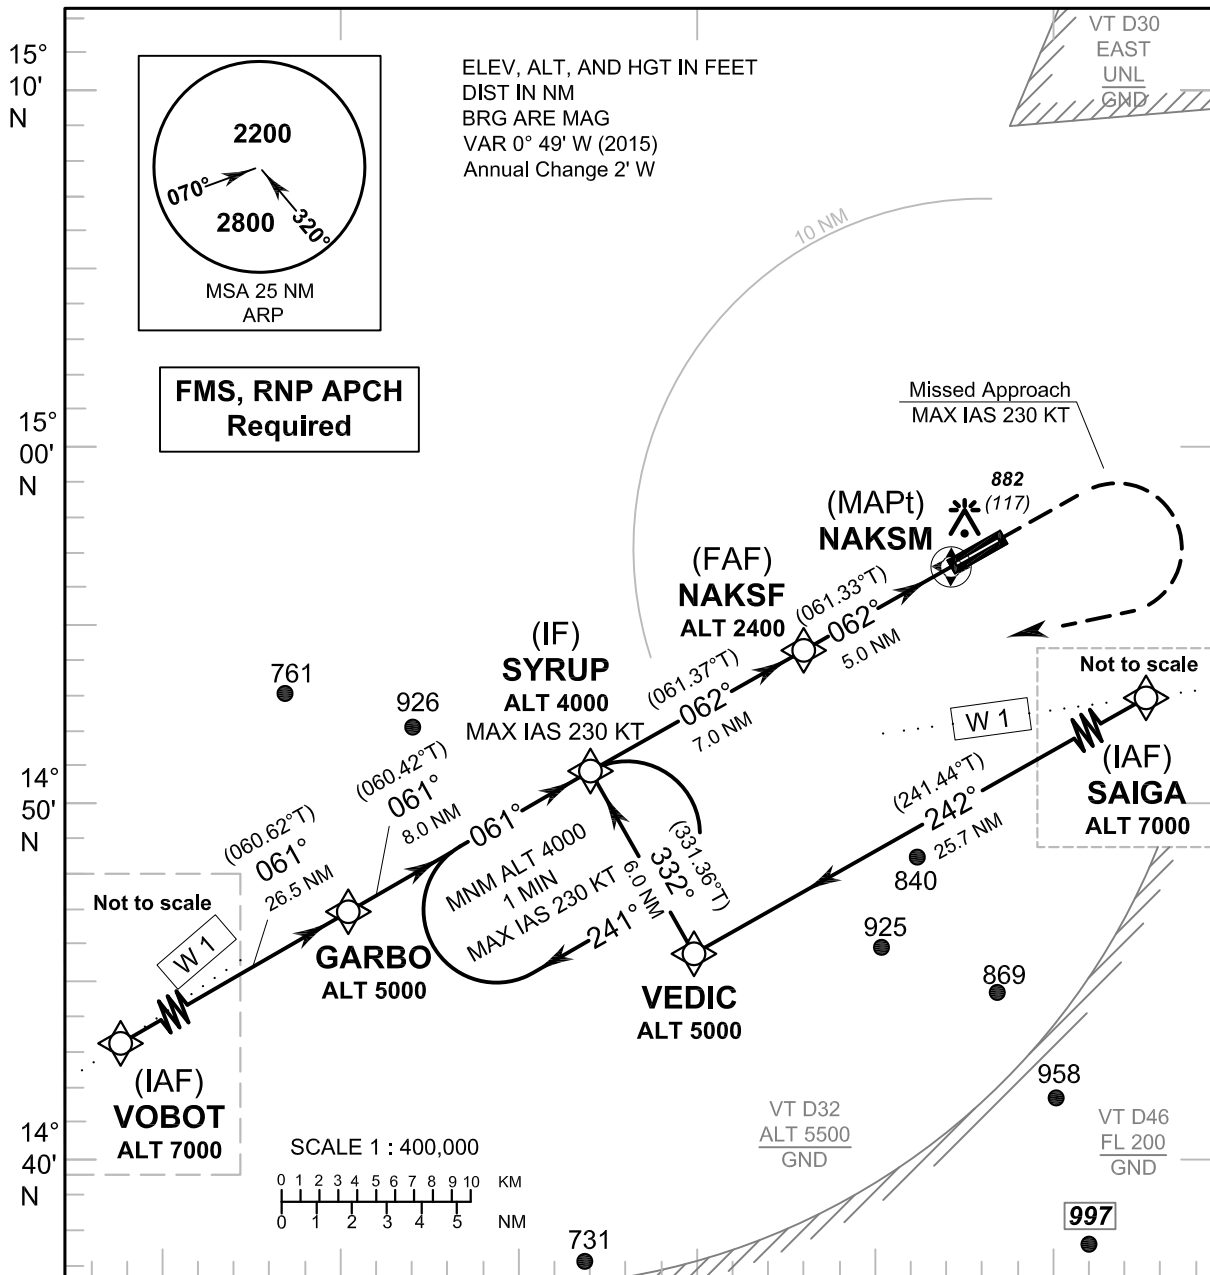 15°
10'
N
2200
070°
2800
320°
MSA 25 NM
ARP
ELEV, ALT, AND HGT IN FEET
DIST IN NM
BRG ARE MAG
VAR 0° 49' W (2015)
Annual Change 2' W
VT D30
EAST
UNL
GND
10 NM
FMS, RNP APCH
Required
15°
00'
N
Missed Approach
MAX IAS 230 KT
882
(117)
(MAPt)
NAKSM
(FAF)
NAKSF
ALT 2400
(061.33°T)
062°
5.0 NM
(IF)
SYRUP
ALT 4000
MAX IAS 230 KT
(061.37°T)
062°
7.0 NM
761
926
Not to scale
W 1
(IAF)
SAIGA
ALT 7000
14°
50'
N
(060.42°T)
061°
8.0 NM
061°
(060.62°T)
061°
26.5 NM
MNM ALT 4000
1 MIN
MAX IAS 230 KT
241°
(331.36°T)
332°
6.0 NM
(241.44°T)
242°
25.7 NM
840
925
869
Not to scale
W 1
GARBO
ALT 5000
VEDIC
ALT 5000
(IAF)
VOBOT
ALT 7000
958
VT D32
ALT 5500
GND
VT D46
FL 200
GND
14°
40'
N
SCALE 1 : 400,000
0 1 2 3 4 5 6 7 8 9 10 KM
0 1 2 3 4 5 NM
731
997